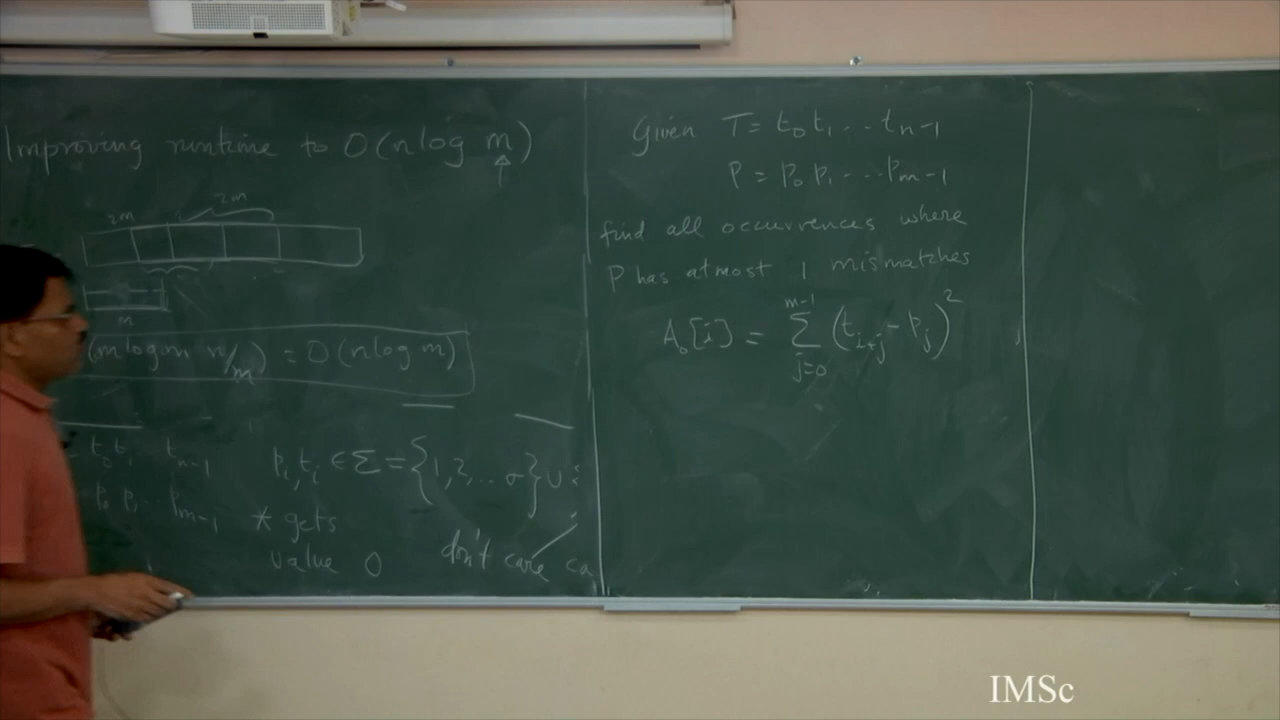 Improving runtime to O(n log m)
2m 2m
m
(m log m n/m) = O(n log m)
t₀ t₁ tₙ₋₁ pᵢ, tᵢ ∈ Σ = {1, 2, .. σ} ∪ {
p₀ p₁ ... pₘ₋₁ * gets
value 0 don't care ca
Given T = t₀ t₁ ... tₙ₋₁
P = p₀ p₁ ... pₘ₋₁
find all occurrences where
P has atmost 1 mismatches
A₀[i] = Σ_{j=0}^{m-1} (t_{i+j} - p_j)²
IMSc